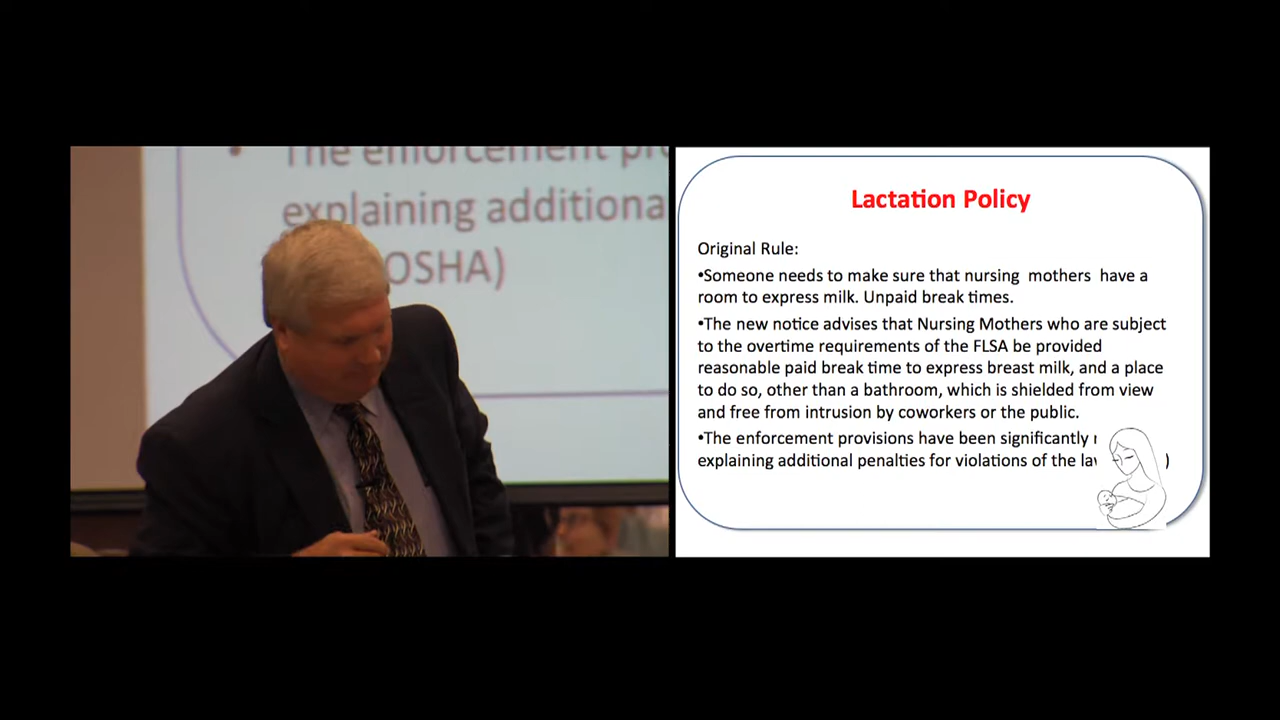 The enforcement pro
explaining additiona
OSHA)
Lactation Policy
Original Rule:
•Someone needs to make sure that nursing mothers have a
room to express milk. Unpaid break times.
•The new notice advises that Nursing Mothers who are subject
to the overtime requirements of the FLSA be provided
reasonable paid break time to express breast milk, and a place
to do so, other than a bathroom, which is shielded from view
and free from intrusion by coworkers or the public.
•The enforcement provisions have been significantly
explaining additional penalties for violations of the )